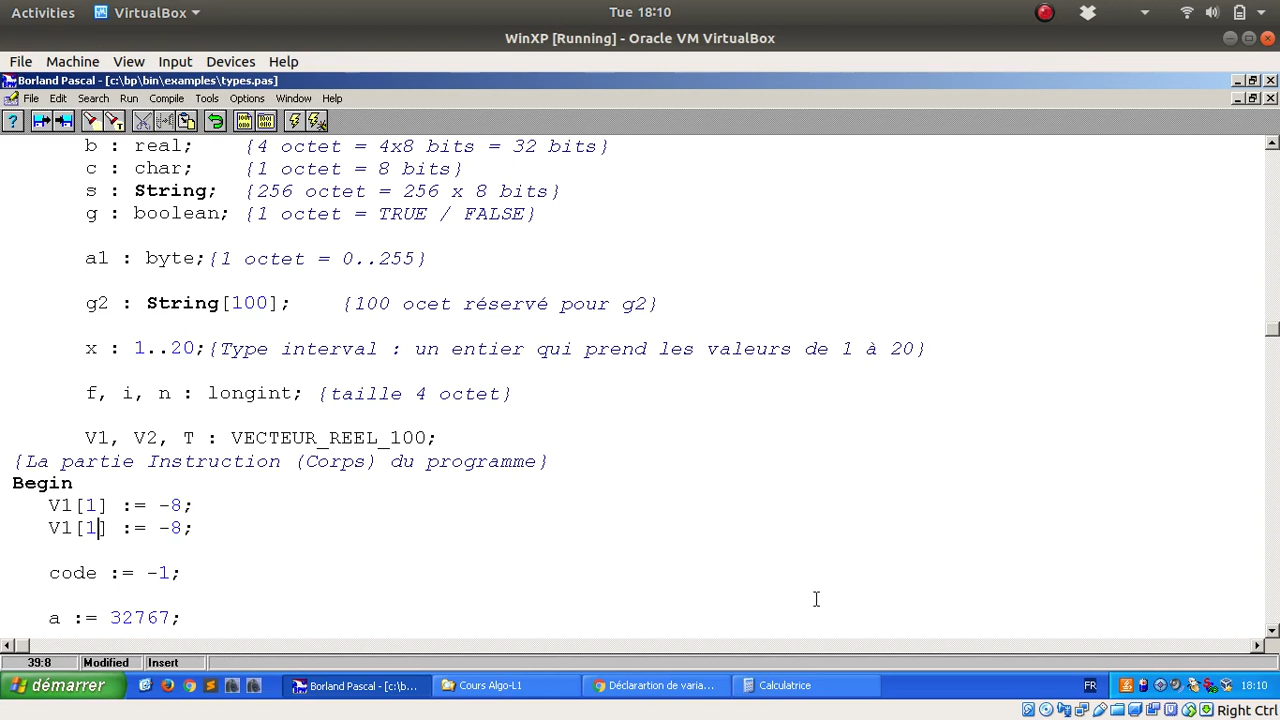 Activities VirtualBox Tue 18:10
WinXP [Running] - Oracle VM VirtualBox
File Machine View Input Devices Help
Borland Pascal - [c:\bp\bin\examples\types.pas]
File Edit Search Run Compile Tools Options Window Help
b : real; {4 octet = 4x8 bits = 32 bits}
c : char; {1 octet = 8 bits}
s : String; {256 octet = 256 x 8 bits}
g : boolean; {1 octet = TRUE / FALSE}
a1 : byte;{1 octet = 0..255}
g2 : String[100]; {100 ocet réservé pour g2}
x : 1..20;{Type interval : un entier qui prend les valeurs de 1 à 20}
f, i, n : longint; {taille 4 octet}
V1, V2, T : VECTEUR_REEL_100;
{La partie Instruction (Corps) du programme}
Begin
V1[1] := -8;
V1[1] := -8;
code := -1;
a := 32767;
39:8 Modified Insert
démarrer Borland Pascal - [c:\b... Cours Algo-L1 Déclarartion de varia... Calculatrice FR 18:10
Right Ctrl